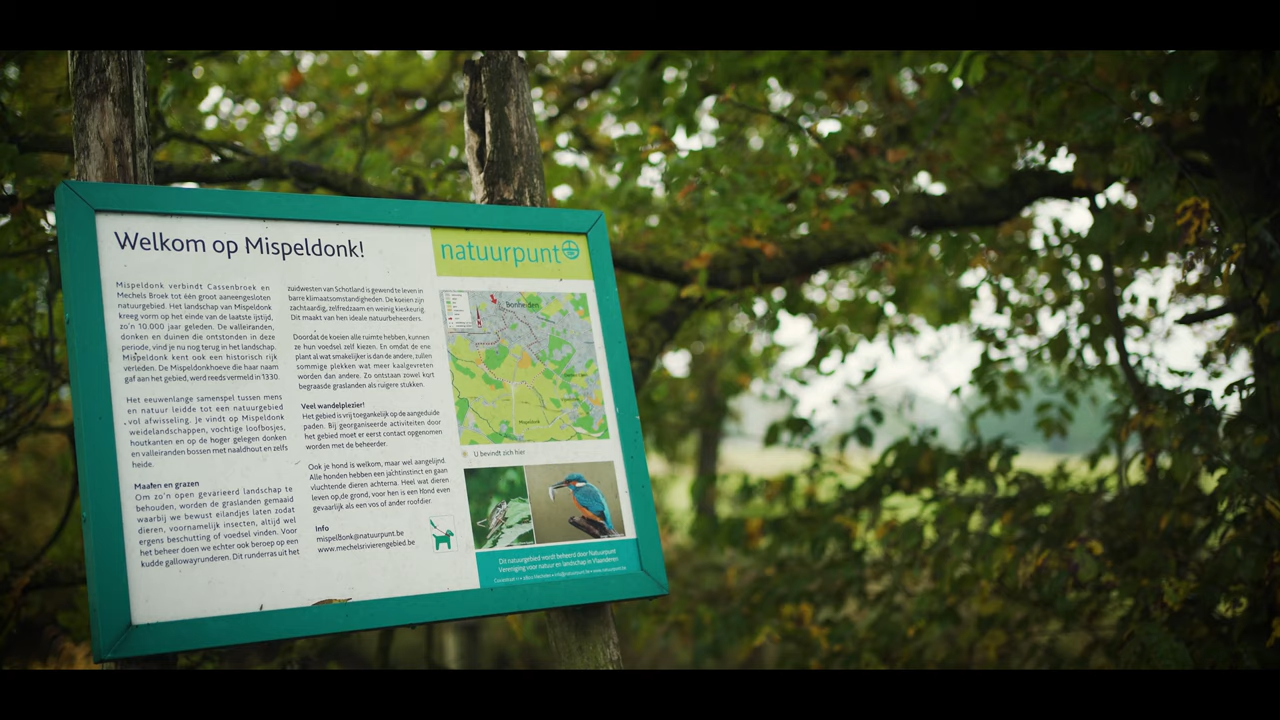 Welkom op Mispeldonk!
Mispeldonk verbindt Cassenbroek en
Mechels Broek tot één groot aaneengesloten
natuurgebied. Het landschap van Mispeldonk
kreeg vorm op het einde van de laatste ijstijd,
zo'n 10.000 jaar geleden. De valleiranden,
donken en duinen die ontstonden in deze
periode, vind je nu nog terug in het landschap.
Mispeldonk kent ook een historisch rijk
verleden. De Mispeldonkhoeve die haar naam
gaf aan het gebied, werd reeds vermeld in 1330.
Het eeuwenlange samenspel tussen mens
en natuur leidde tot een natuurgebied
vol afwisseling. Je vindt op Mispeldonk
weidelandschappen, vochtige loofbosjes,
houtkanten en op de hoger gelegen donken
en valleiranden bossen met naaldhout en zelfs
heide.
Maaien en grazen
Om zo'n open gevarieerd landschap te
behouden, worden de graslanden gemaaid
waarbij we bewust eilandjes laten zodat
dieren, voornamelijk insecten, altijd wel
ergens beschutting of voedsel vinden. Voor
het beheer doen we echter ook beroep op een
kudde gallowayrunderen. Dit runderras uit het
zuidwesten van Schotland is gewend te leven in
barre klimaatsomstandigheden. De koeien zijn
zachtaardig, zelfredzaam en weinig kieskeurig.
Dit maakt van hen ideale natuurbeheerders.
Doordat de koeien alle ruimte hebben, kunnen
ze hun voedsel zelf kiezen. En omdat de ene
plant al wat smakelijker is dan de andere, zullen
sommige plekken wat meer kaalgevreten
worden dan andere. Zo ontstaan zowel kort
begraasde graslanden als ruigere stukken.
Veel wandelplezier!
Het gebied is vrij toegankelijk op de aangeduide
paden. Bij georganiseerde activiteiten door
het gebied moet er eerst contact opgenomen
worden met de beheerder.
Ook je hond is welkom, maar wel aangelijnd.
Alle honden hebben een jachtinstinct en gaan
vluchtende dieren achterna. Heel wat dieren
leven op de grond, voor hen is een hond even
gevaarlijk als een vos of ander roofdier.
Info
mispeldonk@natuurpunt.be
www.mechelsrivierengebied.be
natuurpunt
Bonheiden
Mispeldonk
U bevindt zich hier
Dit natuurgebied wordt beheerd door Natuurpunt
Vereniging voor natuur en landschap in Vlaanderen